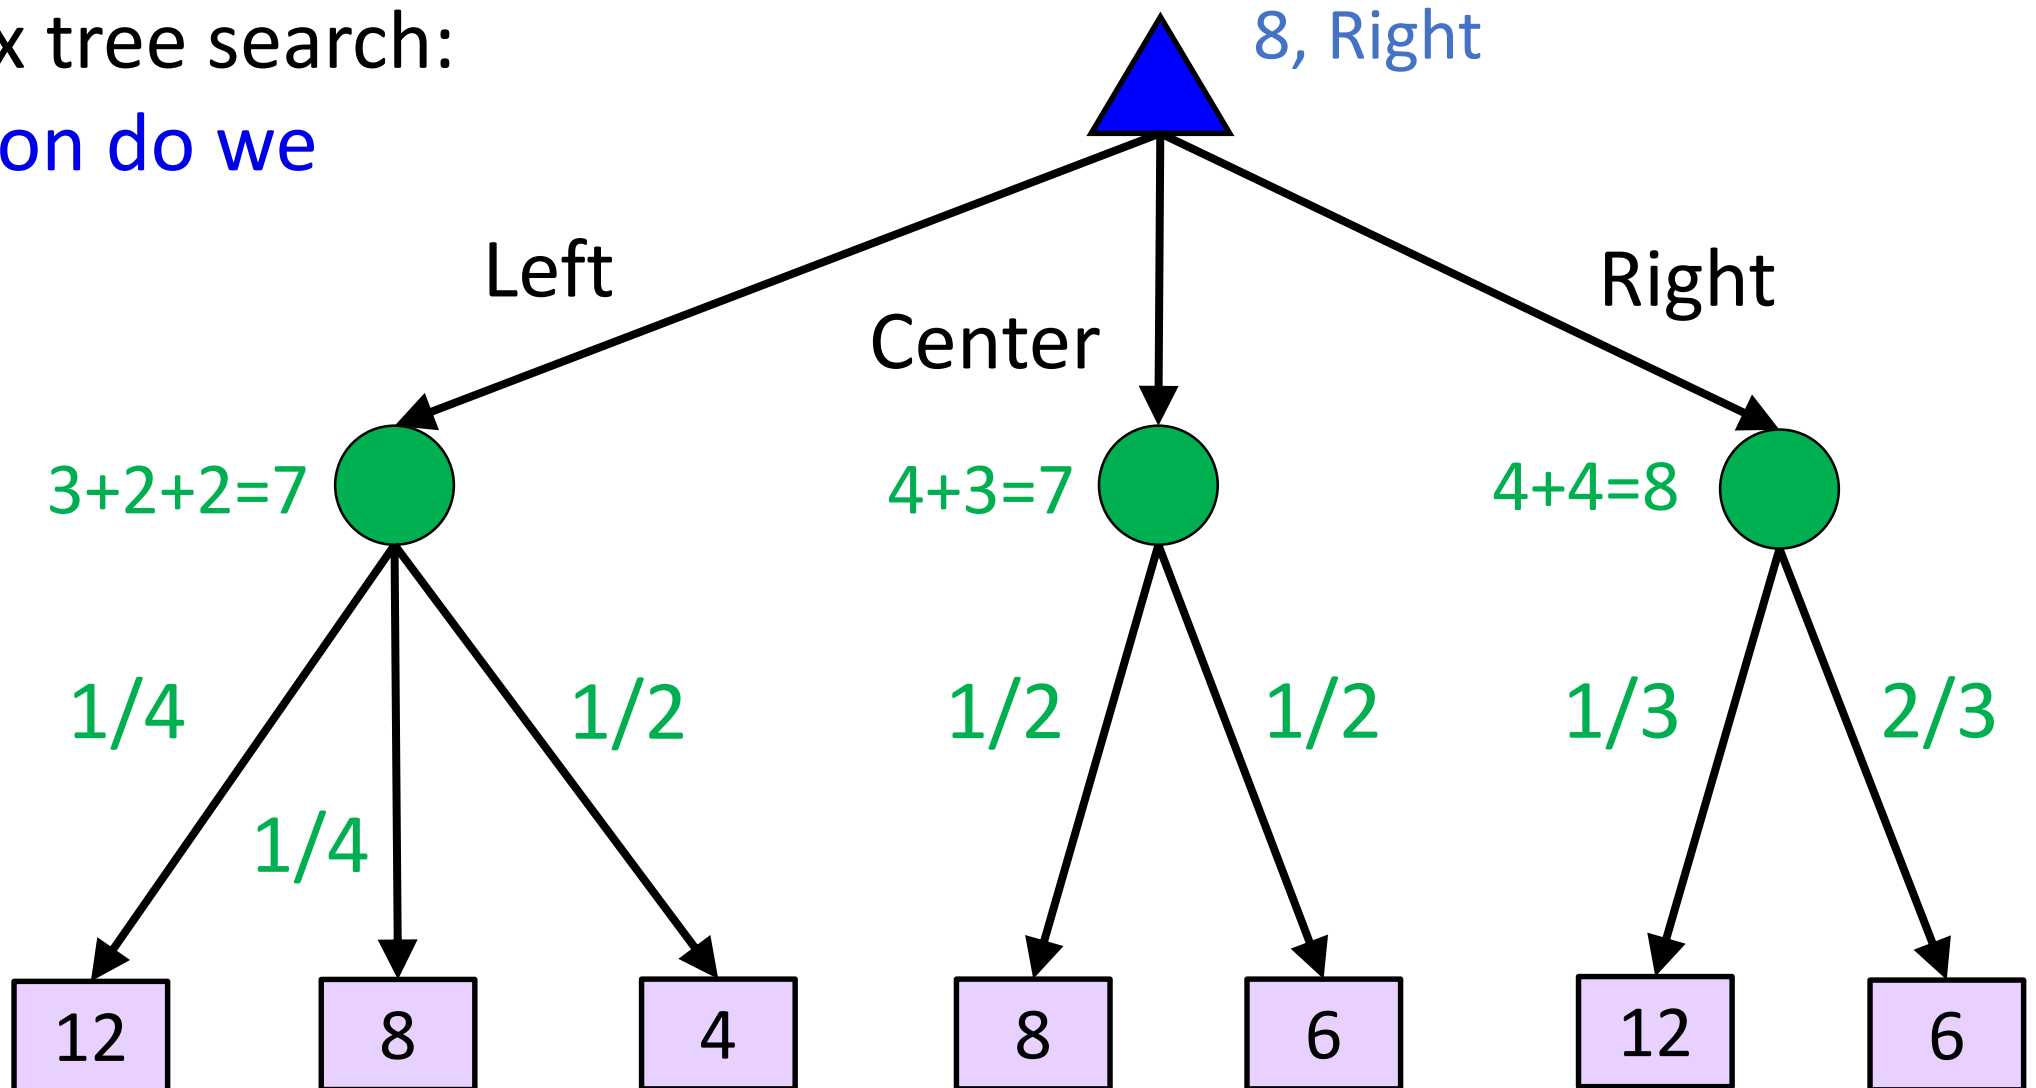 x tree search:
8, Right
on do we
Left
Center
Right
3+2+2=7
4+3=7
4+4=8
1/4
1/2
1/2
1/2
1/3
2/3
1/4
12
8
4
8
6
12
6